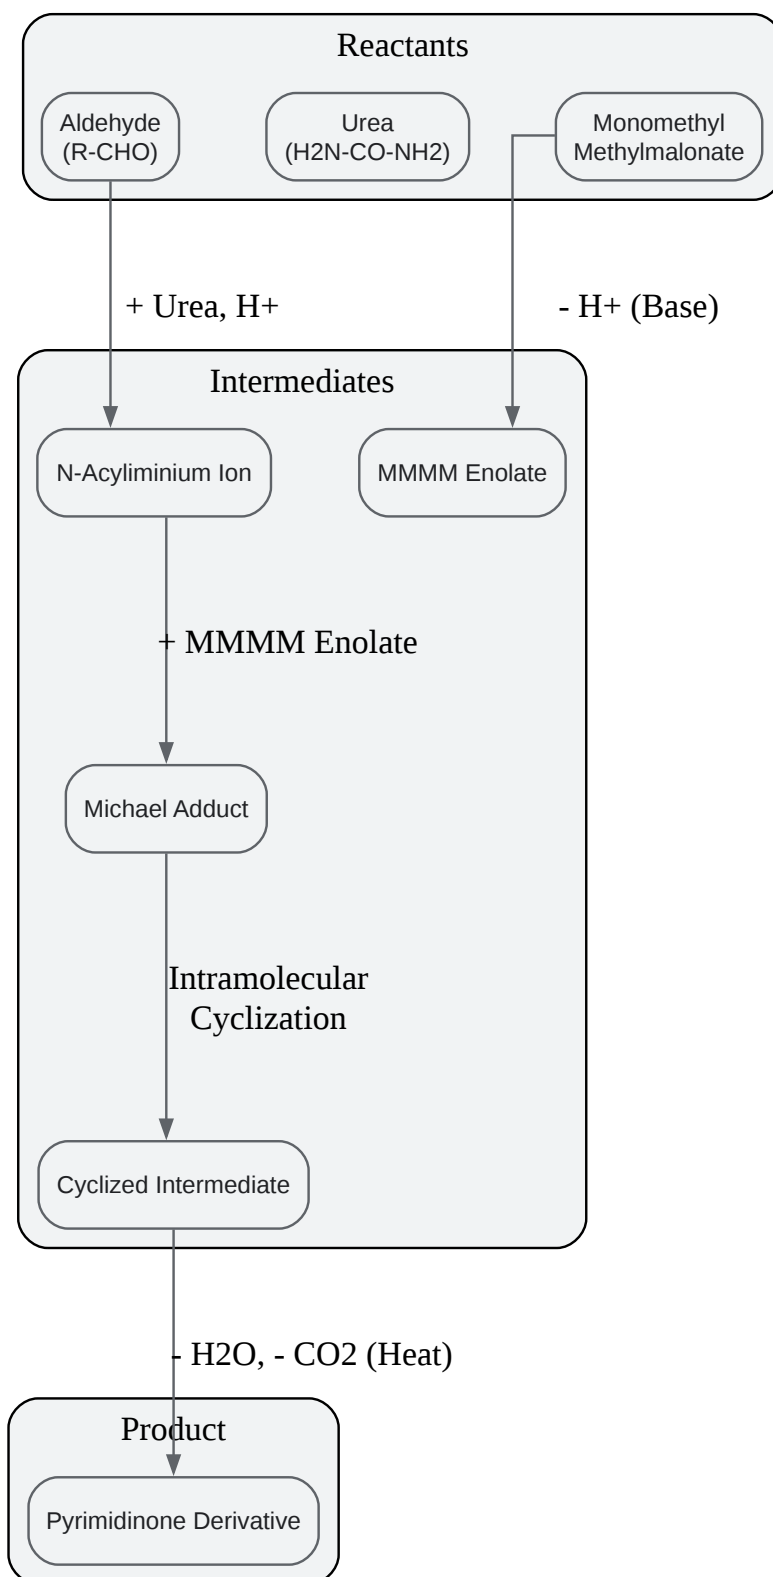 Reactants
Aldehyde
(R-CHO)
Urea
(H2N-CO-NH2)
Monomethyl
Methylmalonate
+ Urea, H+
- H+ (Base)
Intermediates
N-Acyliminium Ion
MMMM Enolate
+ MMMM Enolate
Michael Adduct
Intramolecular
Cyclization
Cyclized Intermediate
- H2O, - CO2 (Heat)
Product
Pyrimidinone Derivative